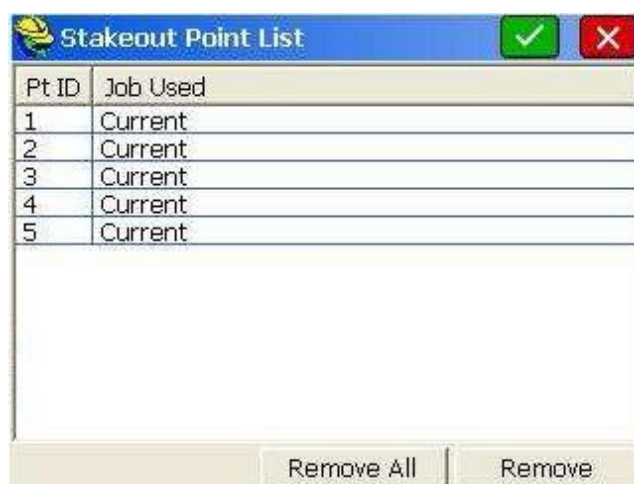 Stakeout Point List
Pt ID Job Used
1 Current
2 Current
3 Current
4 Current
5 Current
Remove All Remove